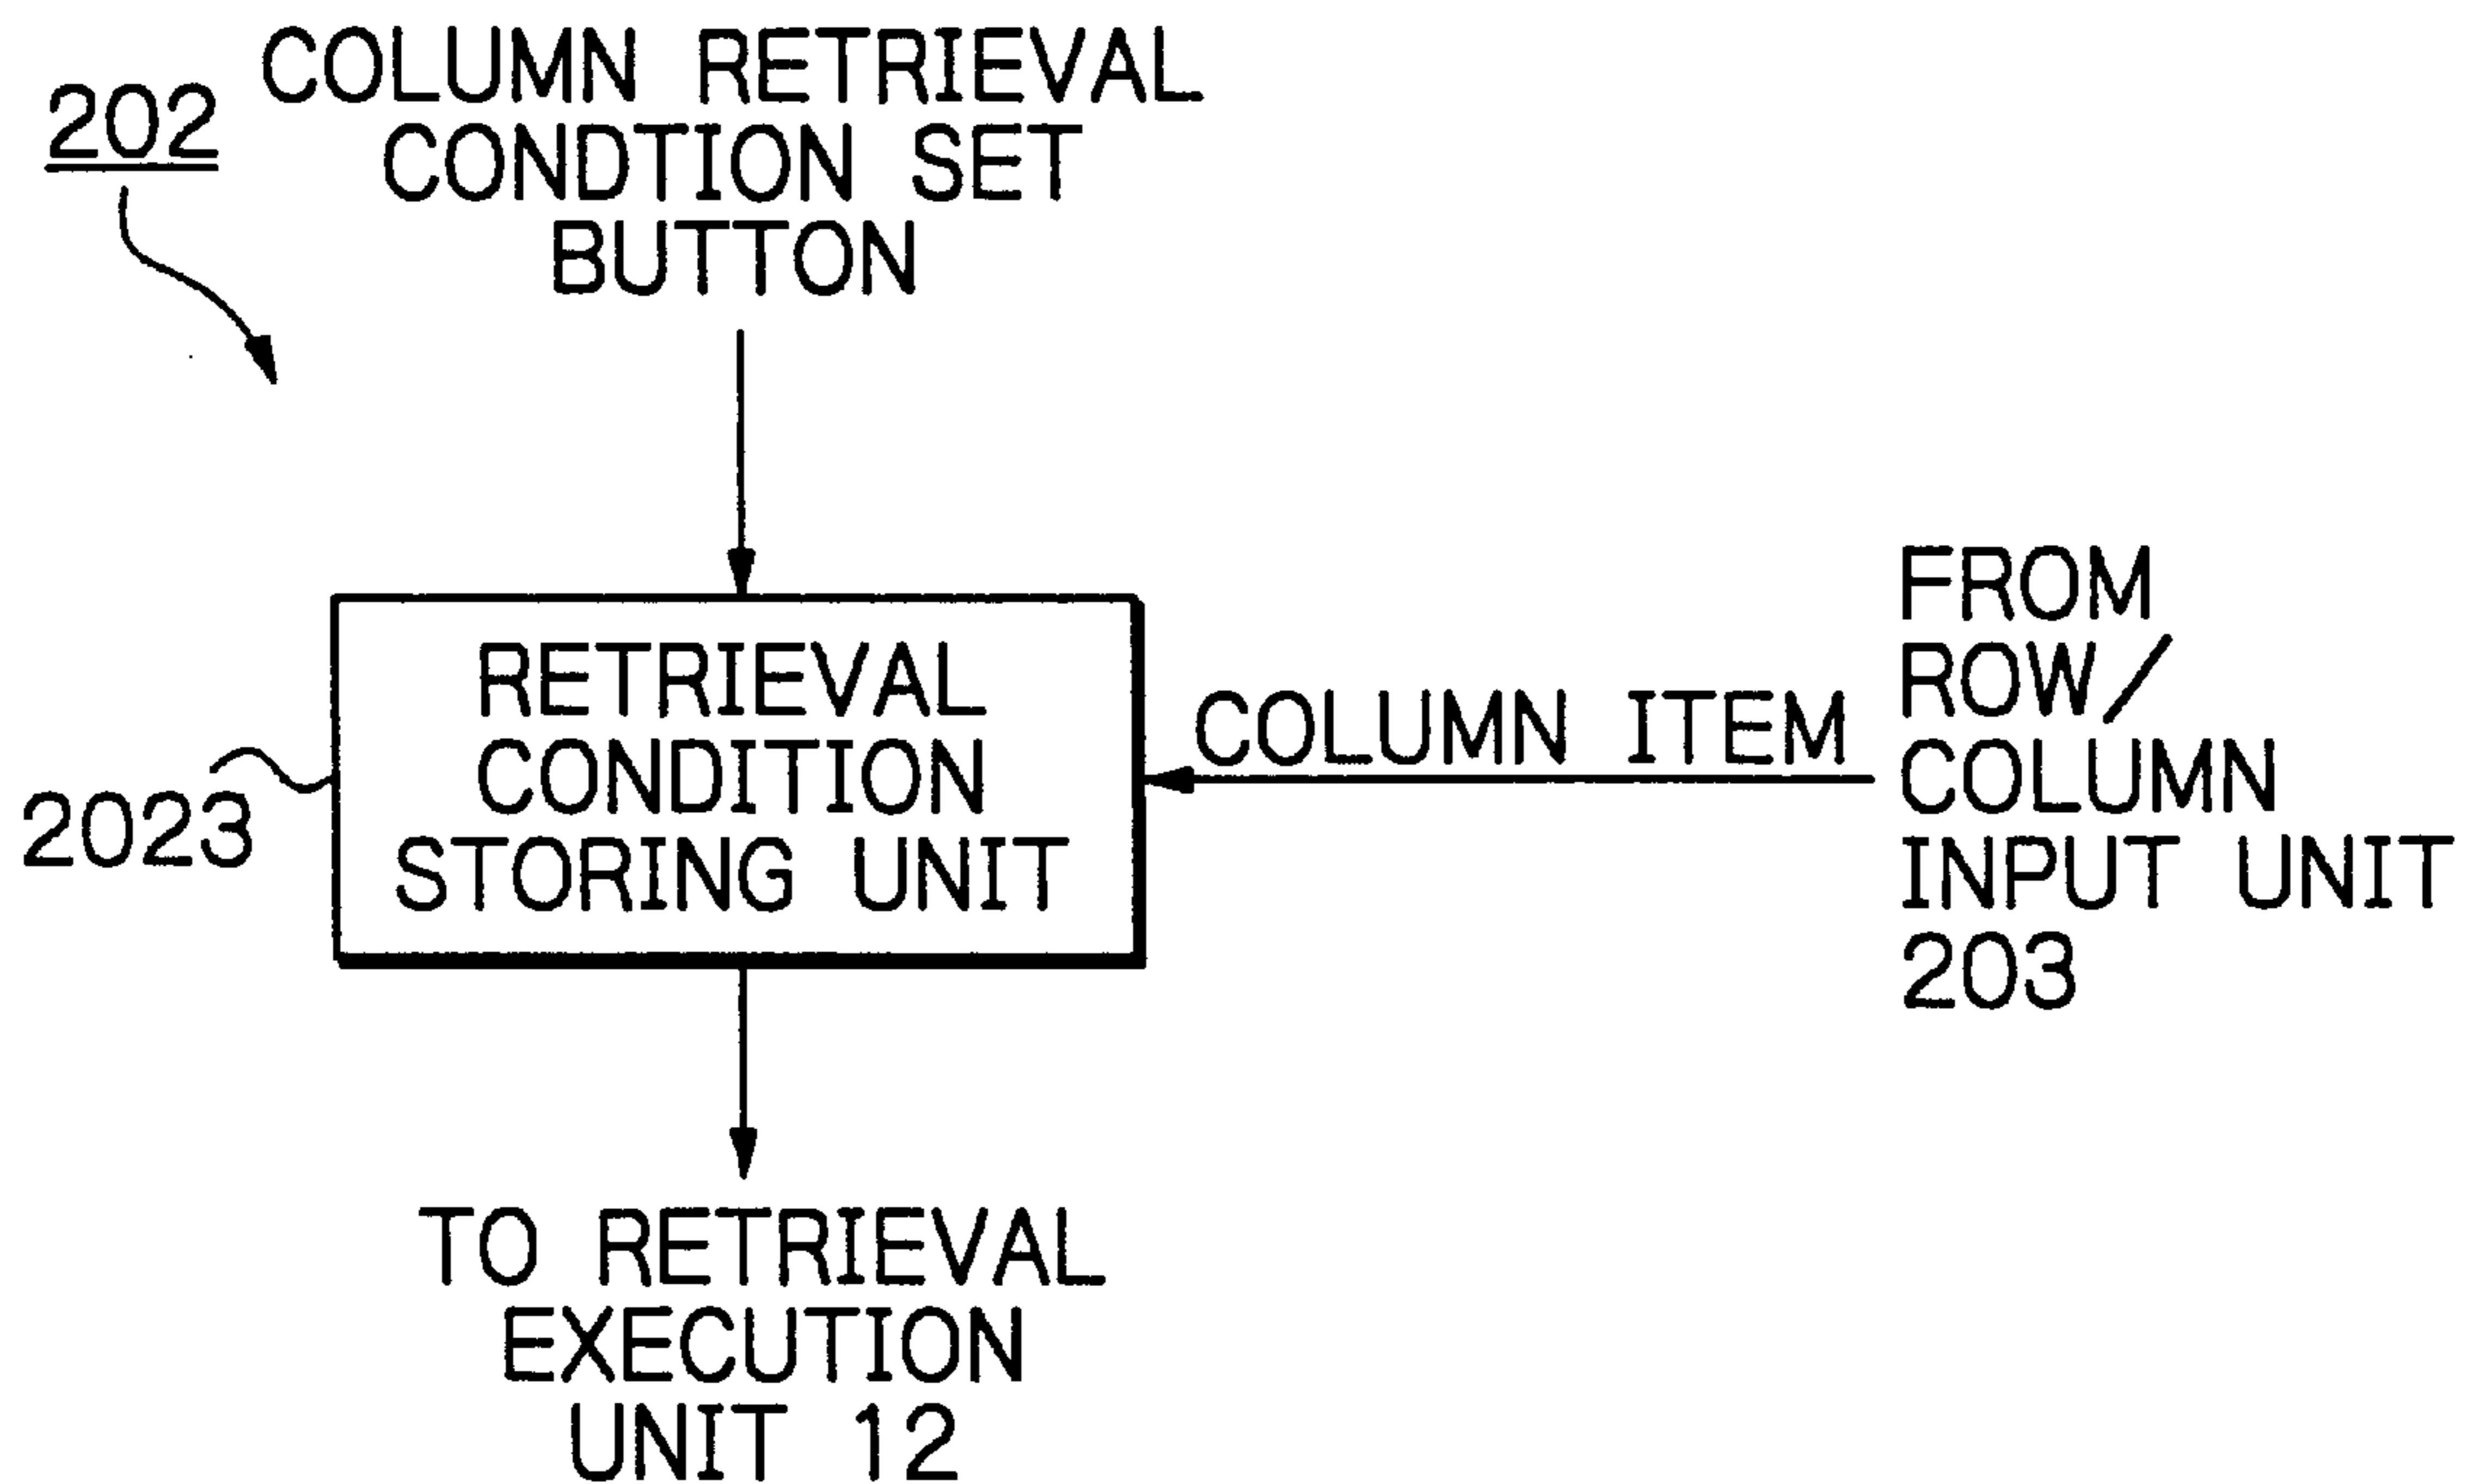 202
COLUMN RETRIEVAL
CONDTION SET
BUTTON
RETRIEVAL
CONDITION
STORING UNIT
2023
COLUMN ITEM
FROM
ROW/
COLUMN
INPUT UNIT
203
TO RETRIEVAL
EXECUTION
UNIT 12